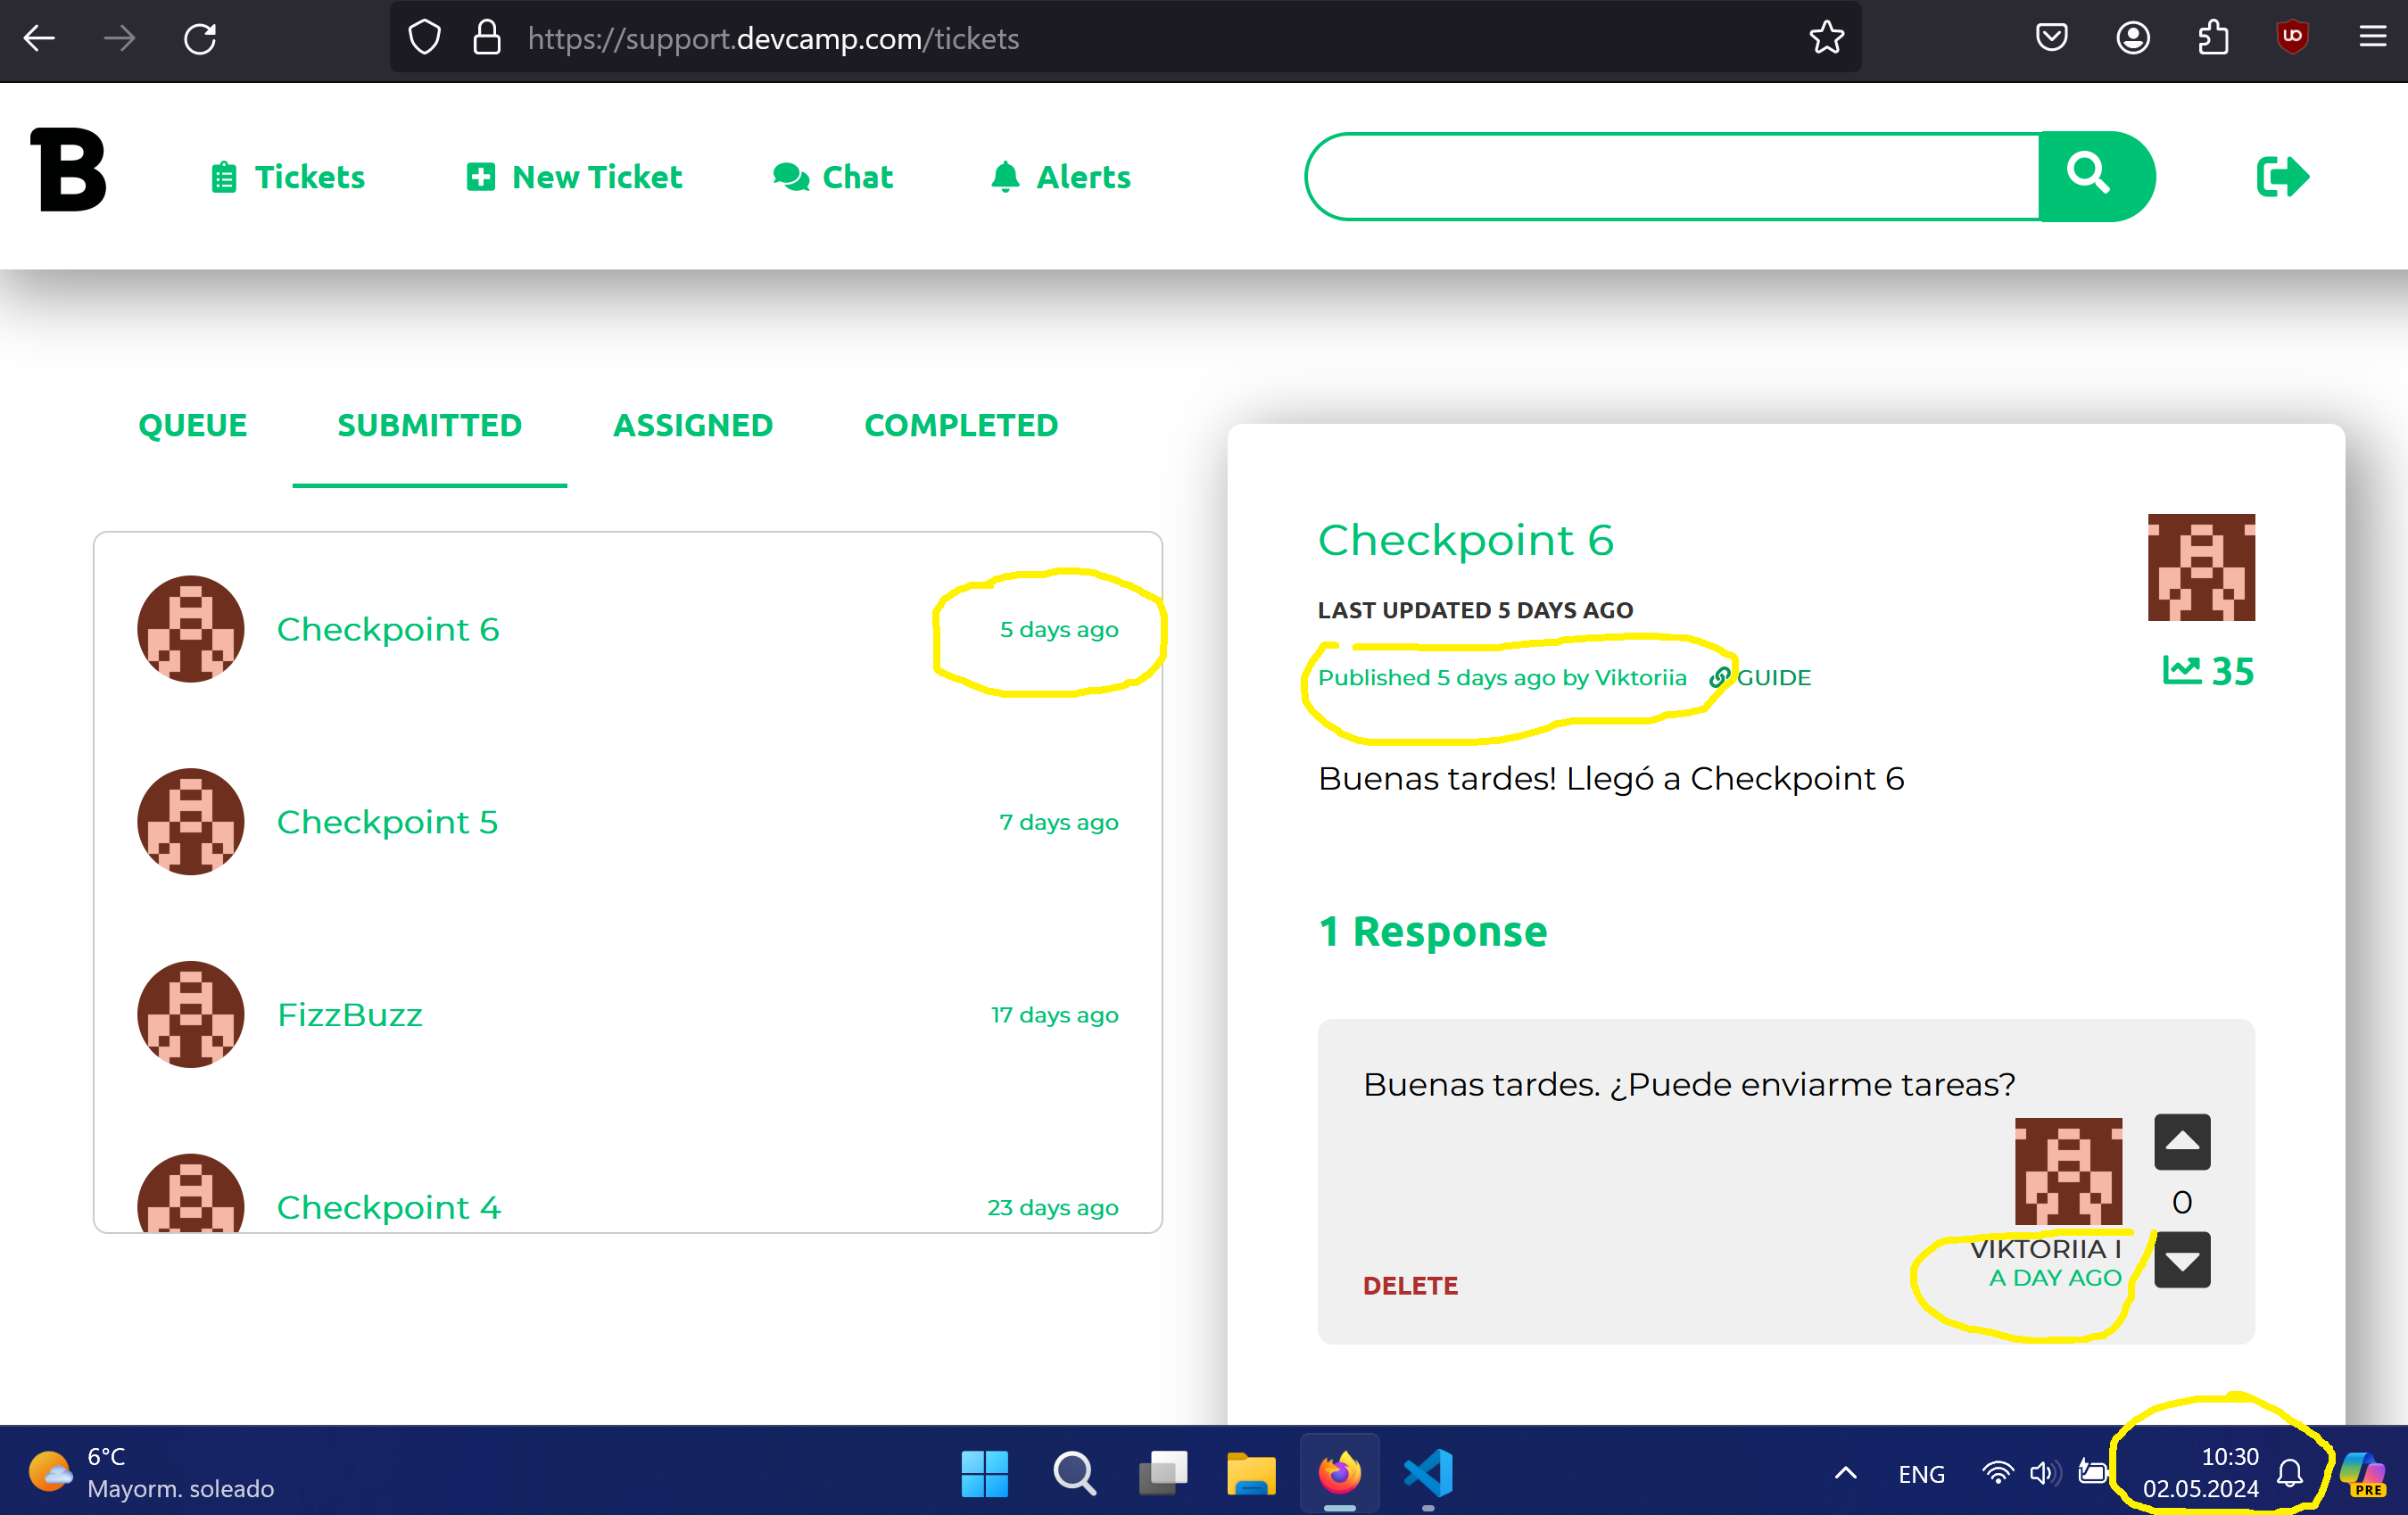 https://support.devcamp.com/tickets
B
Tickets
New Ticket
Chat
Alerts
QUEUE
SUBMITTED
ASSIGNED
COMPLETED
Checkpoint 6
5 days ago
Checkpoint 5
7 days ago
FizzBuzz
17 days ago
Checkpoint 4
23 days ago
Checkpoint 6
LAST UPDATED 5 DAYS AGO
Published 5 days ago by Viktoriia
GUIDE
35
Buenas tardes! Llegó a Checkpoint 6
1 Response
Buenas tardes. ¿Puede enviarme tareas?
0
VIKTORIIA I
A DAY AGO
DELETE
6°C
Mayorm. soleado
ENG
10:30
02.05.2024
PRE